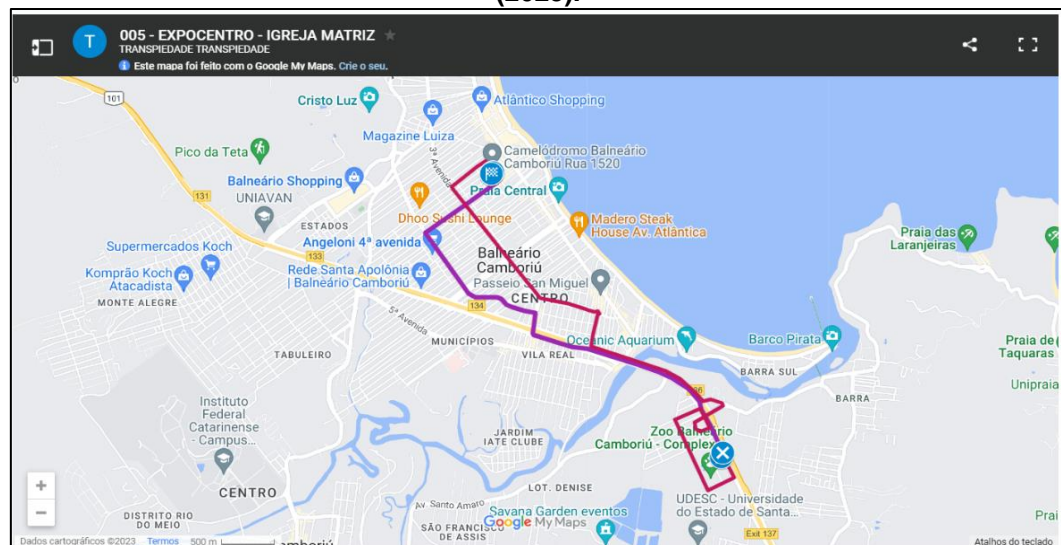 (2023).
T
005 - EXPOCENTRO - IGREJA MATRIZ
TRANSPIEDADE TRANSPIEDADE
Este mapa foi feito com o Google My Maps. Crie o seu.
101
Cristo Luz
Atlântico Shopping
Magazine Luiza
3ª Avenida
Pico da Teta
Camelódromo Balneário
Camboriú Rua 1520
Balneário Shopping
Praia Central
131
UNIAVAN
Dhoo Sushi Lounge
Madero Steak
House Av. Atlântica
ESTADOS
Praia das
Laranjeiras
Supermercados Koch
Angeloni 4ª avenida
133
Balneário
Camboriú
Komprão Koch
Atacadista
Rede Santa Apolônia
| Balneário Camboriú
Passeio San Miguel
CENTRO
MONTE ALEGRE
134
5ª Avenida
MUNICÍPIOS
Oceanic Aquarium
Barco Pirata
Praia de
Taquaras
TABULEIRO
VILA REAL
BARRA SUL
Unipraia
Instituto
Federal
Catarinense
- Campus...
BARRA
JARDIM
IATE CLUBE
Zoo Balneário
Camboriú - Complex
CENTRO
LOT. DENISE
UDESC - Universidade
do Estado de Santa...
Av. Santo Amaro
Savana Garden eventos
DISTRITO RIO
DO MEIO
SÃO FRANCISCO
DE ASSIS
Google My Maps
Prai
Exit 137
Dados cartográficos ©2023
Termos
500 m
mboriú
Atalhos do teclado